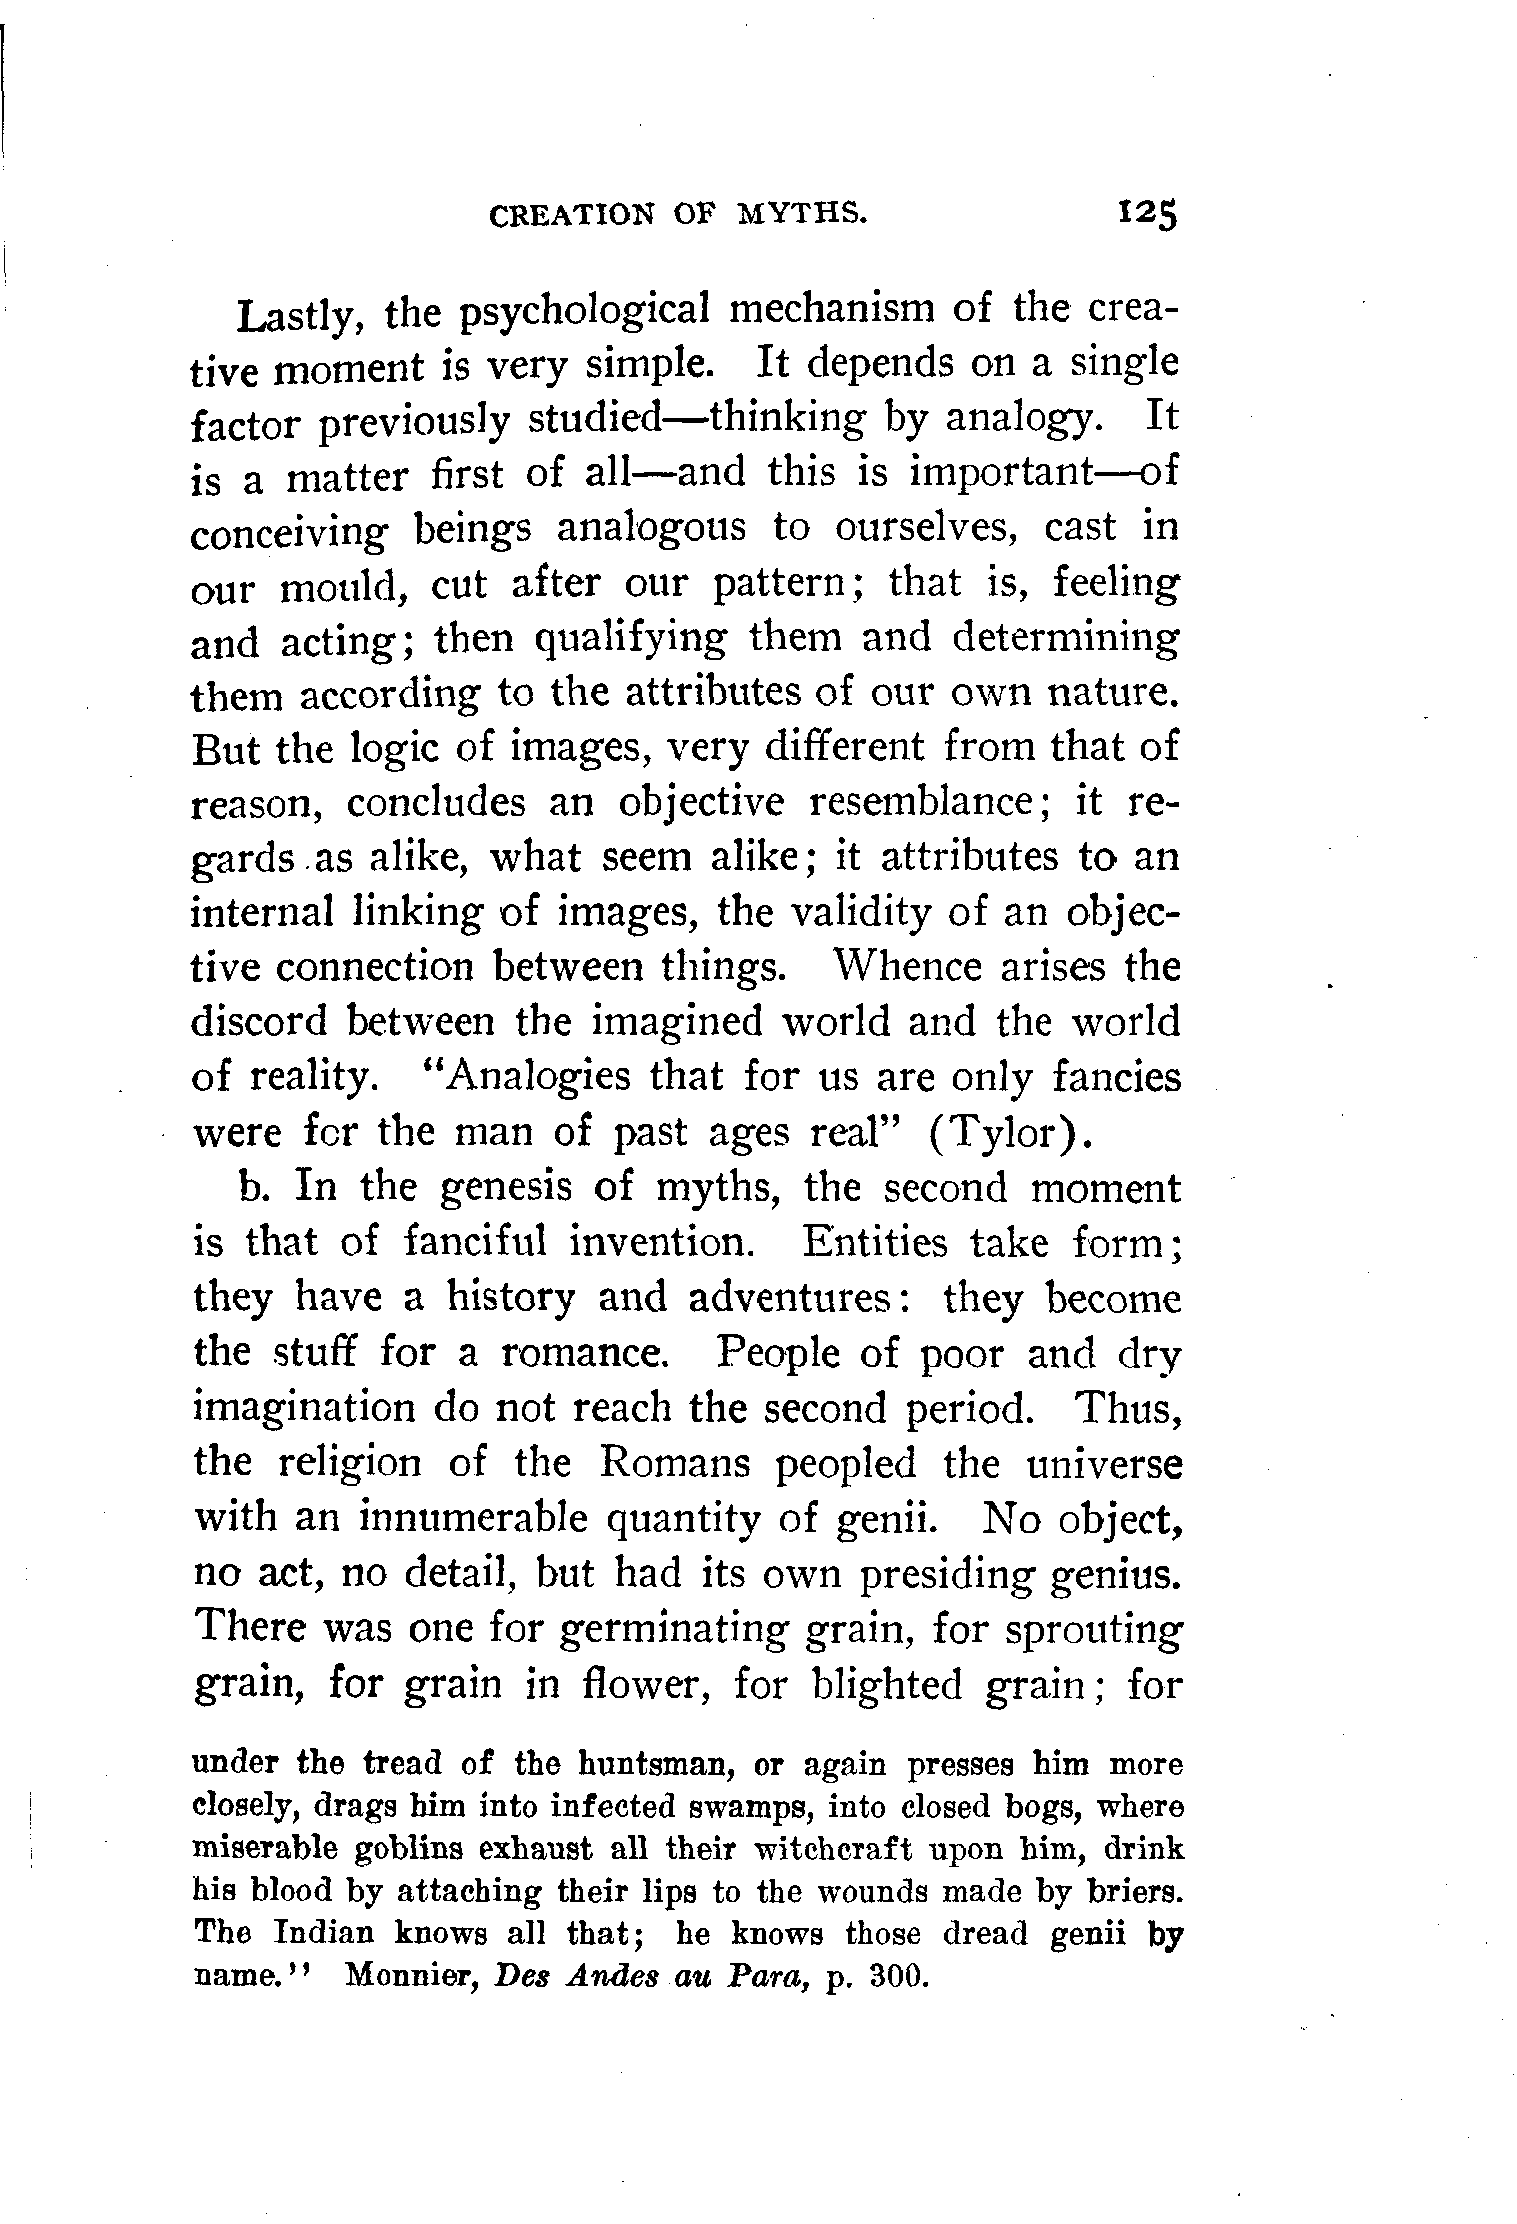 CREATION OF MYTHS. 125
Lastly, the psychological mechanism of the crea-
tive moment is very simple. It depends on a single
factor previously studied—thinking by analogy. It
is a matter first of all—and this is important—of
conceiving beings analogous to ourselves, cast in
our mould, cut after our pattern; that is, feeling
and acting; then qualifying them and determining
them according to the attributes of our own nature.
But the logic of images, very different from that of
reason, concludes an objective resemblance; it re-
gards as alike, what seem alike; it attributes to an
internal linking of images, the validity of an objec-
tive connection between things. Whence arises the
discord between the imagined world and the world
of reality. “Analogies that for us are only fancies
were for the man of past ages real” (Tylor).
b. In the genesis of myths, the second moment
is that of fanciful invention. Entities take form;
they have a history and adventures: they become
the stuff for a romance. People of poor and dry
imagination do not reach the second period. Thus,
the religion of the Romans peopled the universe
with an innumerable quantity of genii. No object,
no act, no detail, but had its own presiding genius.
There was one for germinating grain, for sprouting
grain, for grain in flower, for blighted grain; for
under the tread of the huntsman, or again presses him more
closely, drags him into infected swamps, into closed bogs, where
miserable goblins exhaust all their witchcraft upon him, drink
his blood by attaching their lips to the wounds made by briers.
The Indian knows all that; he knows those dread genii by
name.’’ Monnier, Des Andes au Para, p. 300.